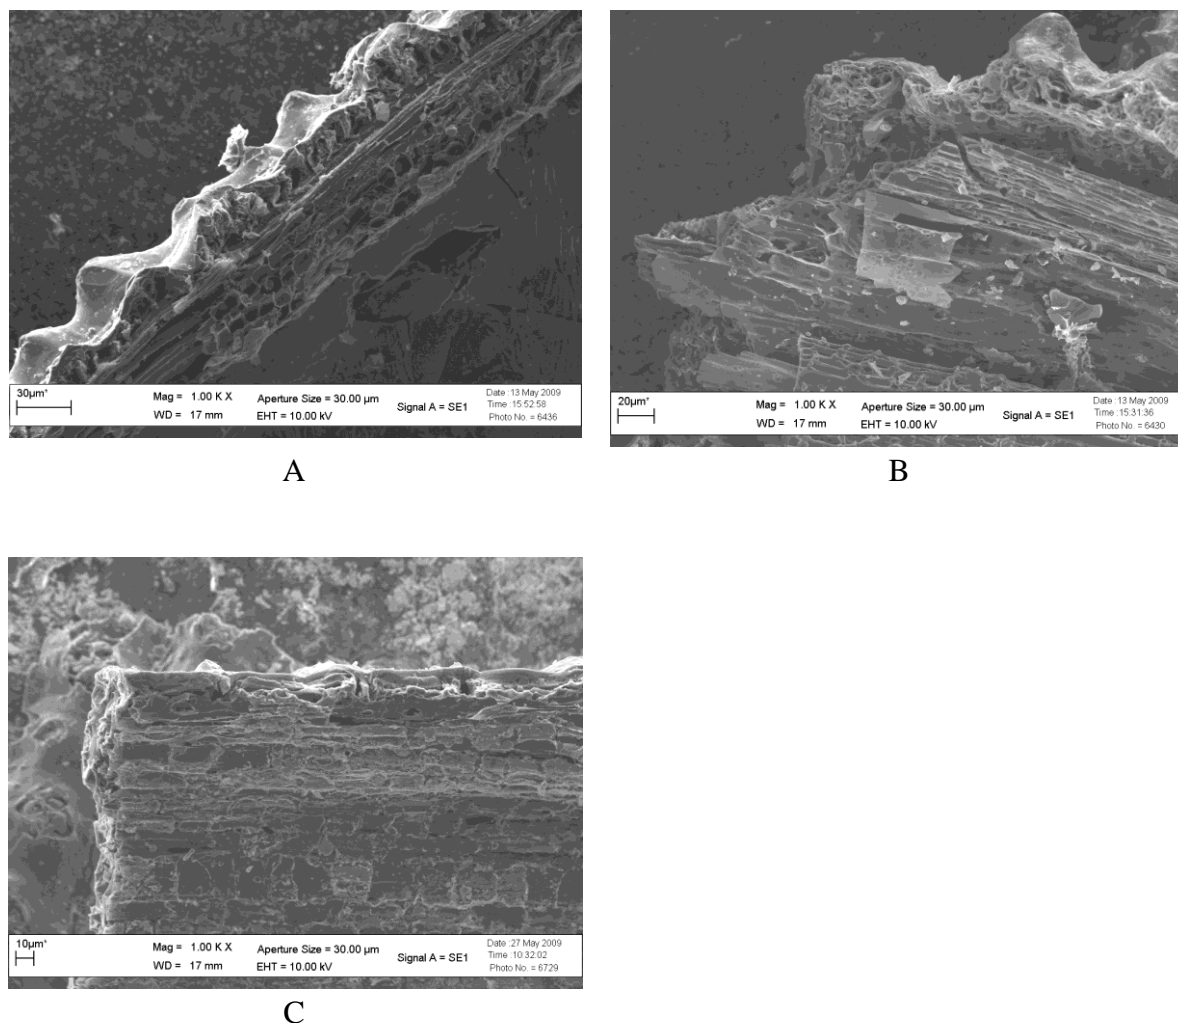 30µm*
Mag = 1.00 K X
WD = 17 mm
Aperture Size = 30.00 µm
EHT = 10.00 kV
Signal A = SE1
Date :13 May 2009
Time :15:52:58
Photo No. = 6436
A
20µm*
Mag = 1.00 K X
WD = 17 mm
Aperture Size = 30.00 µm
EHT = 10.00 kV
Signal A = SE1
Date :13 May 2009
Time :15:31:36
Photo No. = 6430
B
10µm*
Mag = 1.00 K X
WD = 17 mm
Aperture Size = 30.00 µm
EHT = 10.00 kV
Signal A = SE1
Date :27 May 2009
Time :10:32:02
Photo No. = 6729
C